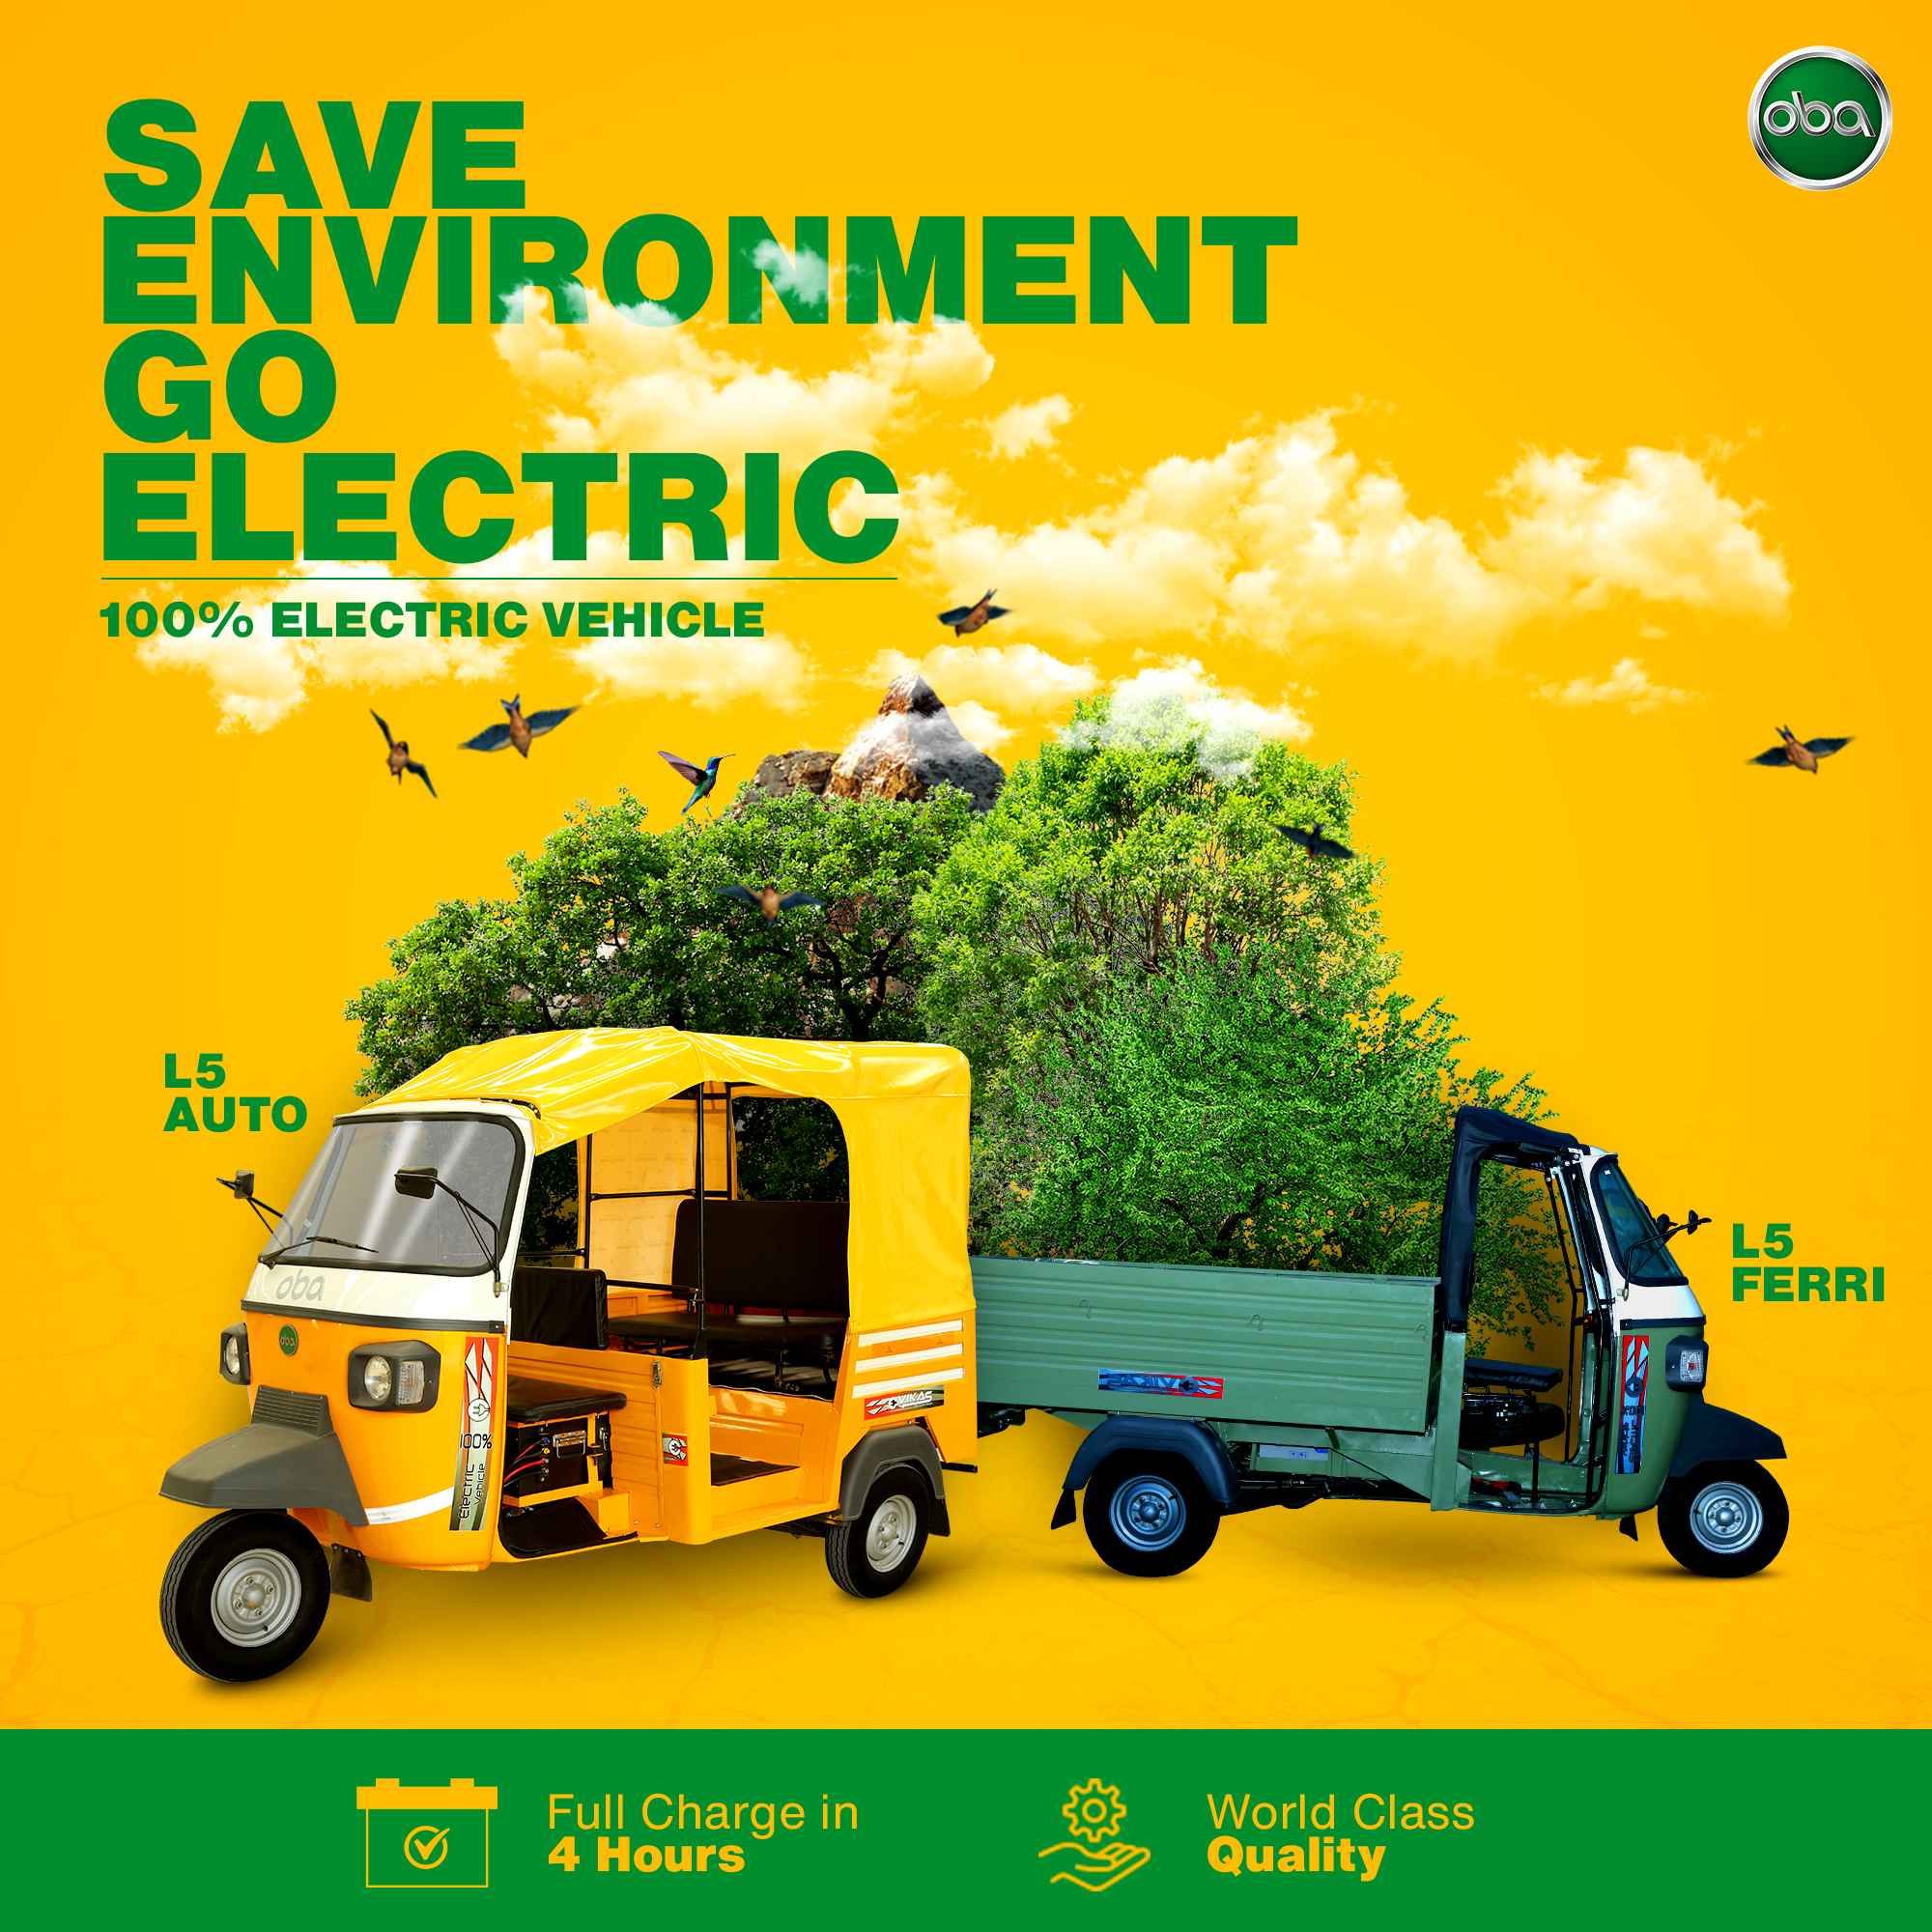 oba
SAVE
ENVIRONMENT
GO
ELECTRIC
100% ELECTRIC VEHICLE
L5
AUTO
L5
FERRI
oba
oba
100%
Electric
Vehicle
VIKAS
Full Charge in
4 Hours
World Class
Quality